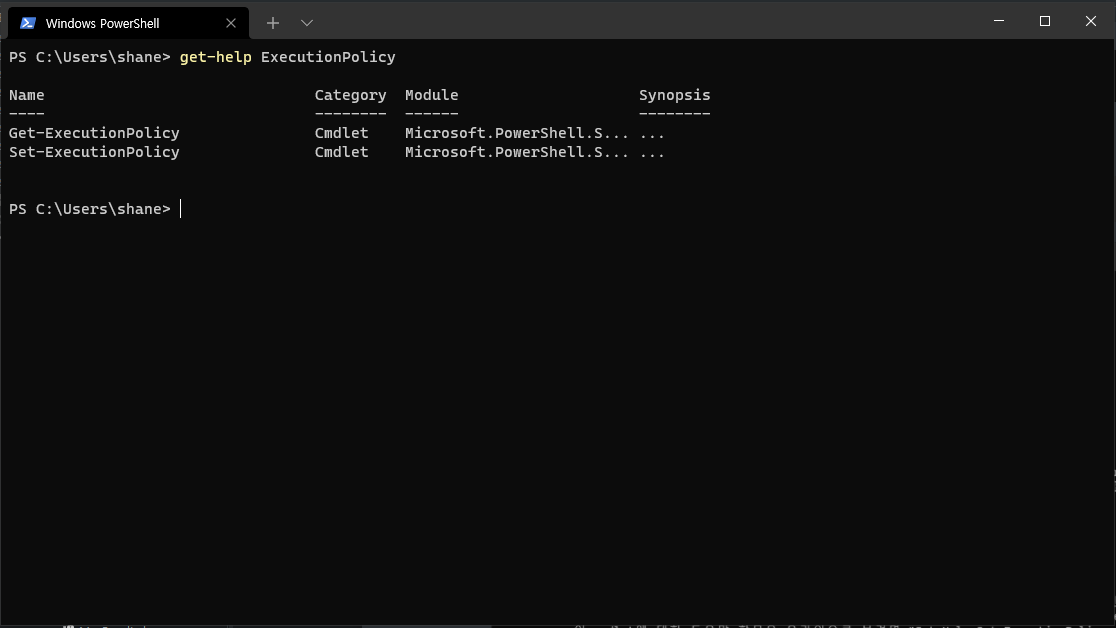 Windows PowerShell
PS C:\Users\shane> get-help ExecutionPolicy
Name Category Module Synopsis
---- -------- ------ --------
Get-ExecutionPolicy Cmdlet Microsoft.PowerShell.S... ...
Set-ExecutionPolicy Cmdlet Microsoft.PowerShell.S... ...
PS C:\Users\shane>